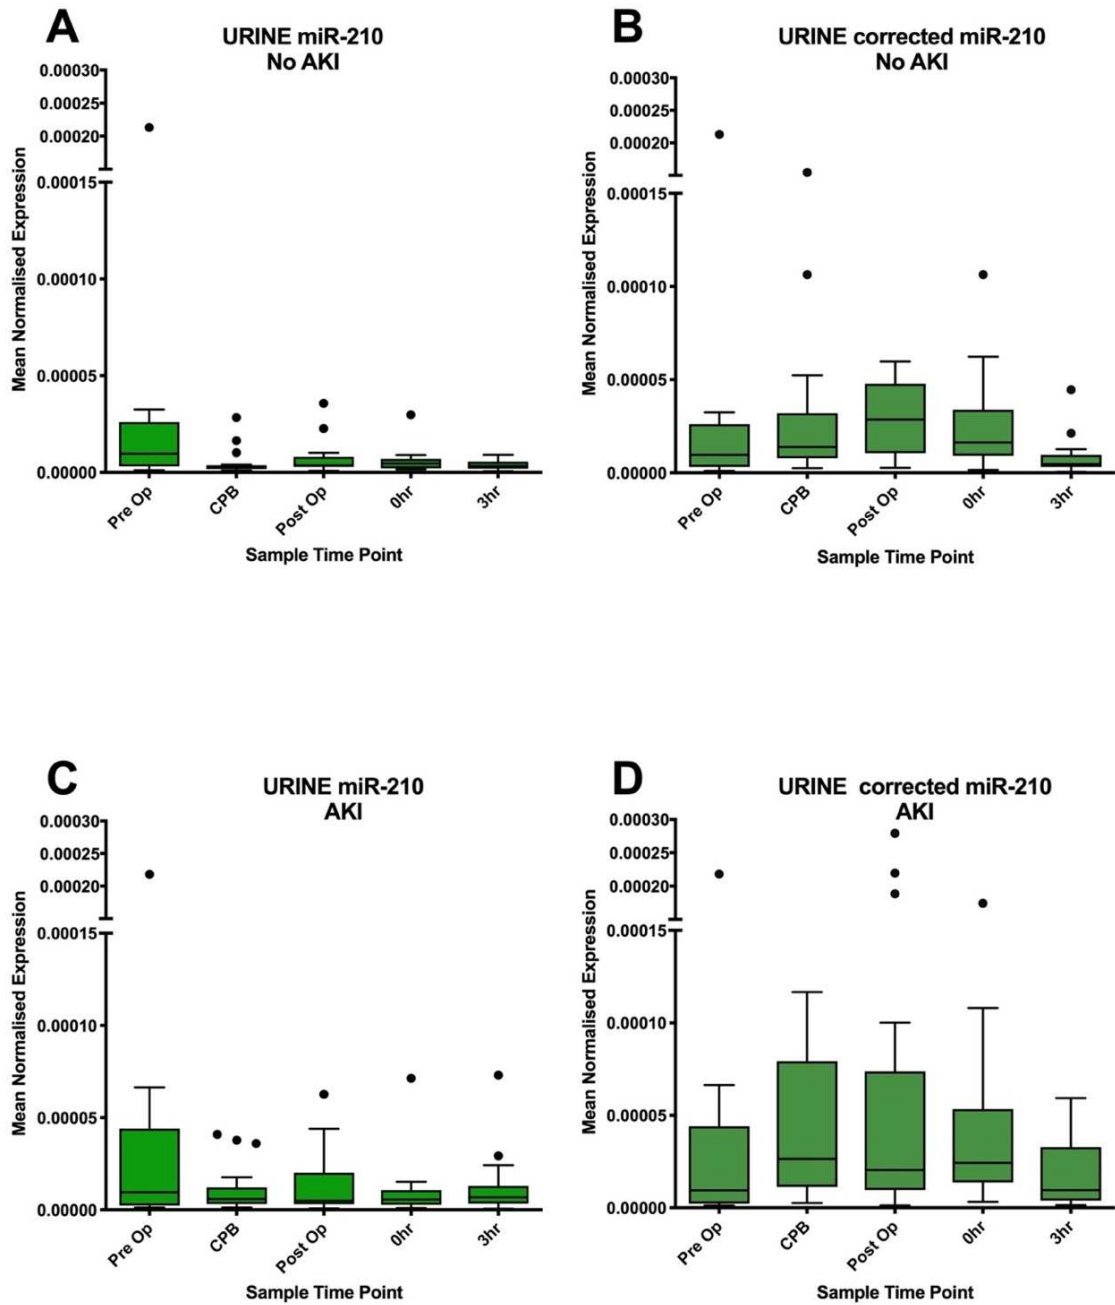 A
URINE miR-210
No AKI
Mean Normalised Expression
0.00030
0.00025
0.00020
0.00015
0.00010
0.00005
0.00000
Pre Op
CPB
Post Op
0hr
3hr
Sample Time Point
B
URINE corrected miR-210
No AKI
Mean Normalised Expression
0.00030
0.00025
0.00020
0.00015
0.00010
0.00005
0.00000
Pre Op
CPB
Post Op
0hr
3hr
Sample Time Point
C
URINE miR-210
AKI
Mean Normalised Expression
0.00030
0.00025
0.00020
0.00015
0.00010
0.00005
0.00000
Pre Op
CPB
Post Op
0hr
3hr
Sample Time Point
D
URINE corrected miR-210
AKI
Mean Normalised Expression
0.00030
0.00025
0.00020
0.00015
0.00010
0.00005
0.00000
Pre Op
CPB
Post Op
0hr
3hr
Sample Time Point